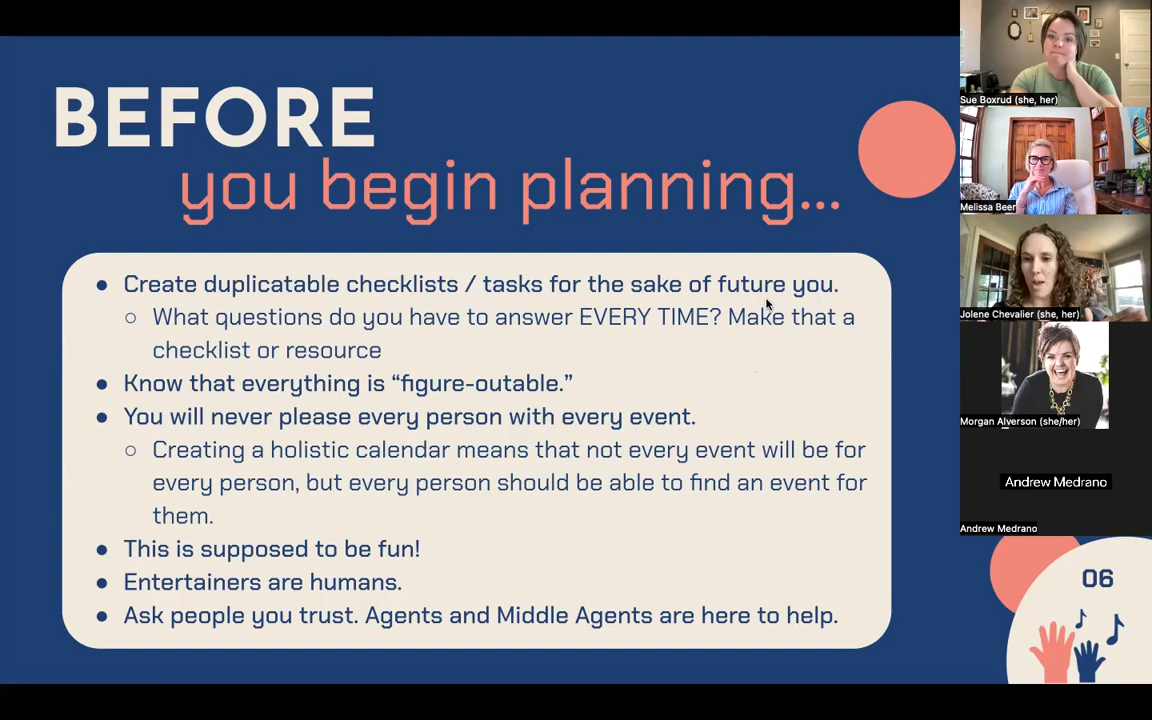 BEFORE
you begin planning...
● Create duplicatable checklists / tasks for the sake of future you.
○ What questions do you have to answer EVERY TIME? Make that a
checklist or resource
● Know that everything is “figure-outable.”
● You will never please every person with every event.
○ Creating a holistic calendar means that not every event will be for
every person, but every person should be able to find an event for
them.
● This is supposed to be fun!
● Entertainers are humans.
● Ask people you trust. Agents and Middle Agents are here to help.
06
Sue Boxrud (she, her)
Melissa Beer
Jolene Chevalier (she, her)
Morgan Alverson (she/her)
Andrew Medrano
Andrew Medrano